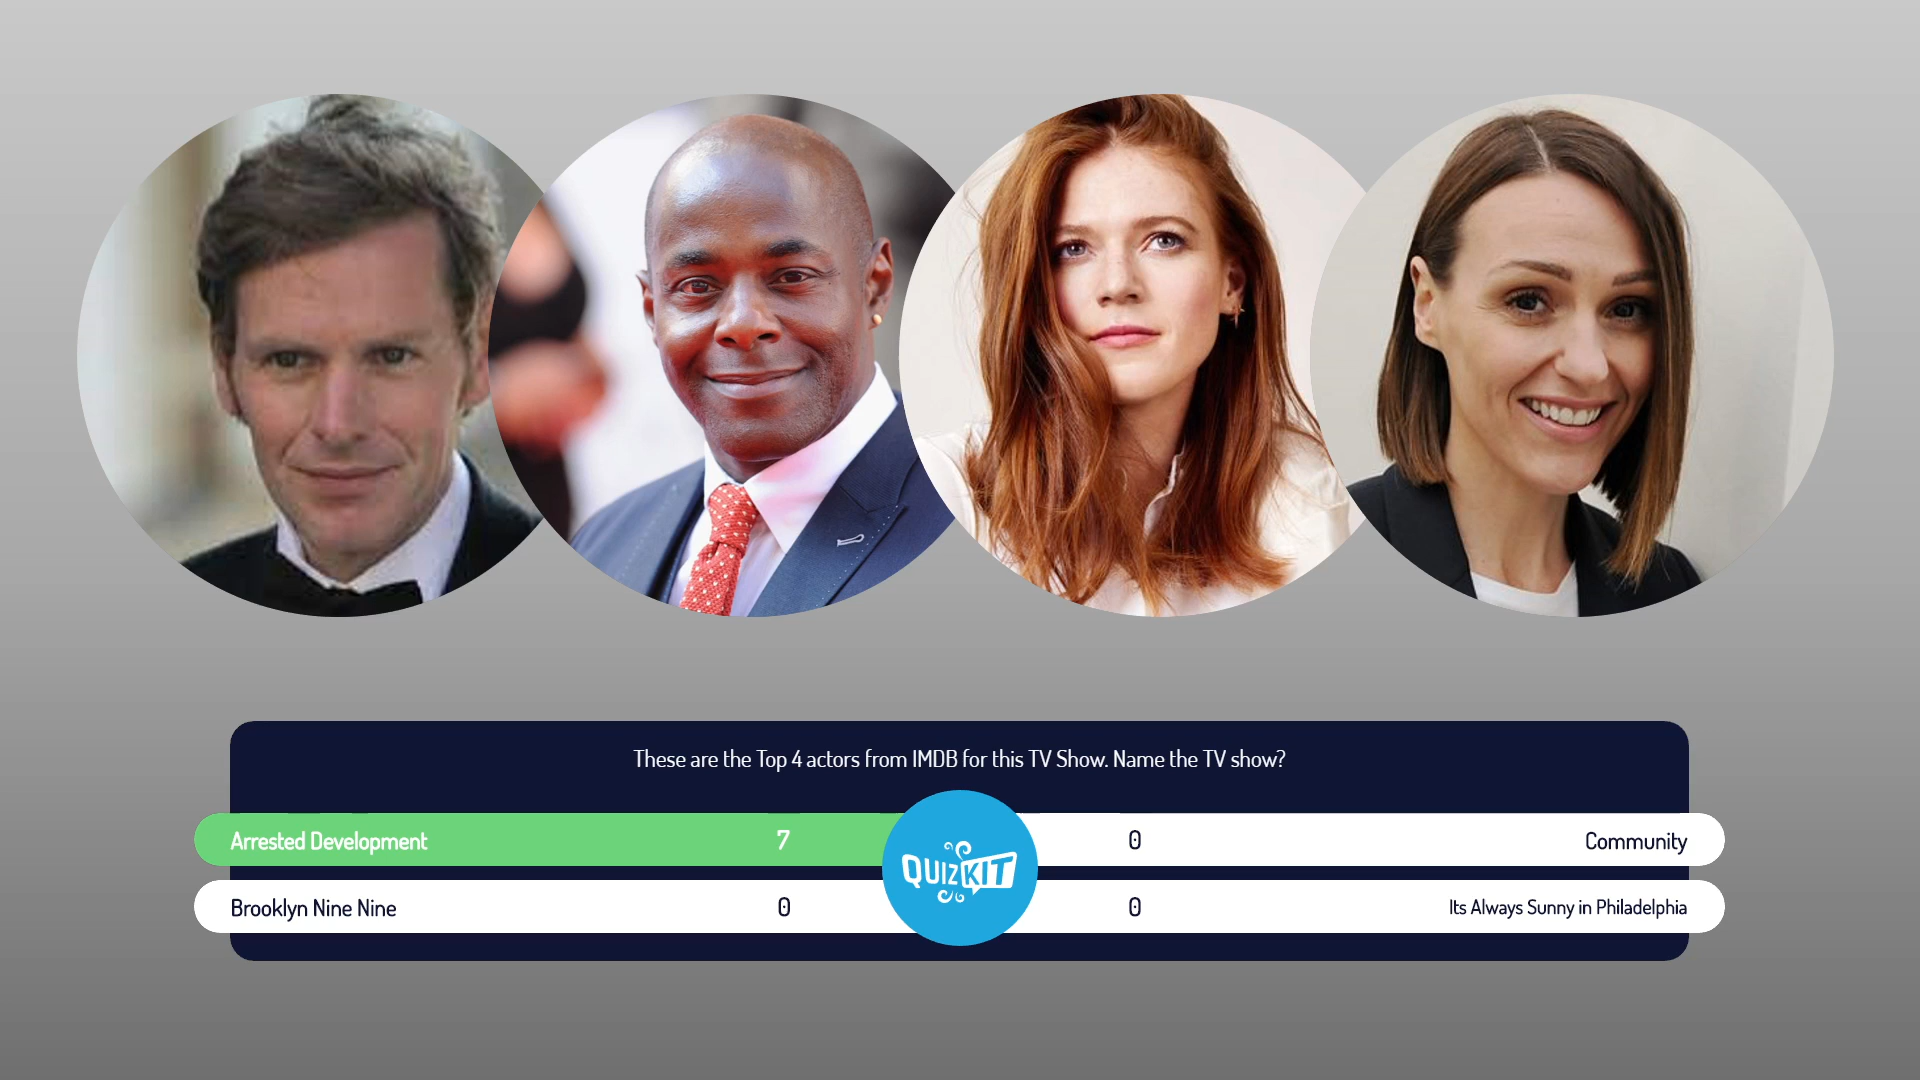 These are the Top 4 actors from IMDB for this TV Show. Name the TV show?
Arrested Development 7
0 Community
QUIZKIT
Brooklyn Nine Nine 0
0 Its Always Sunny in Philadelphia